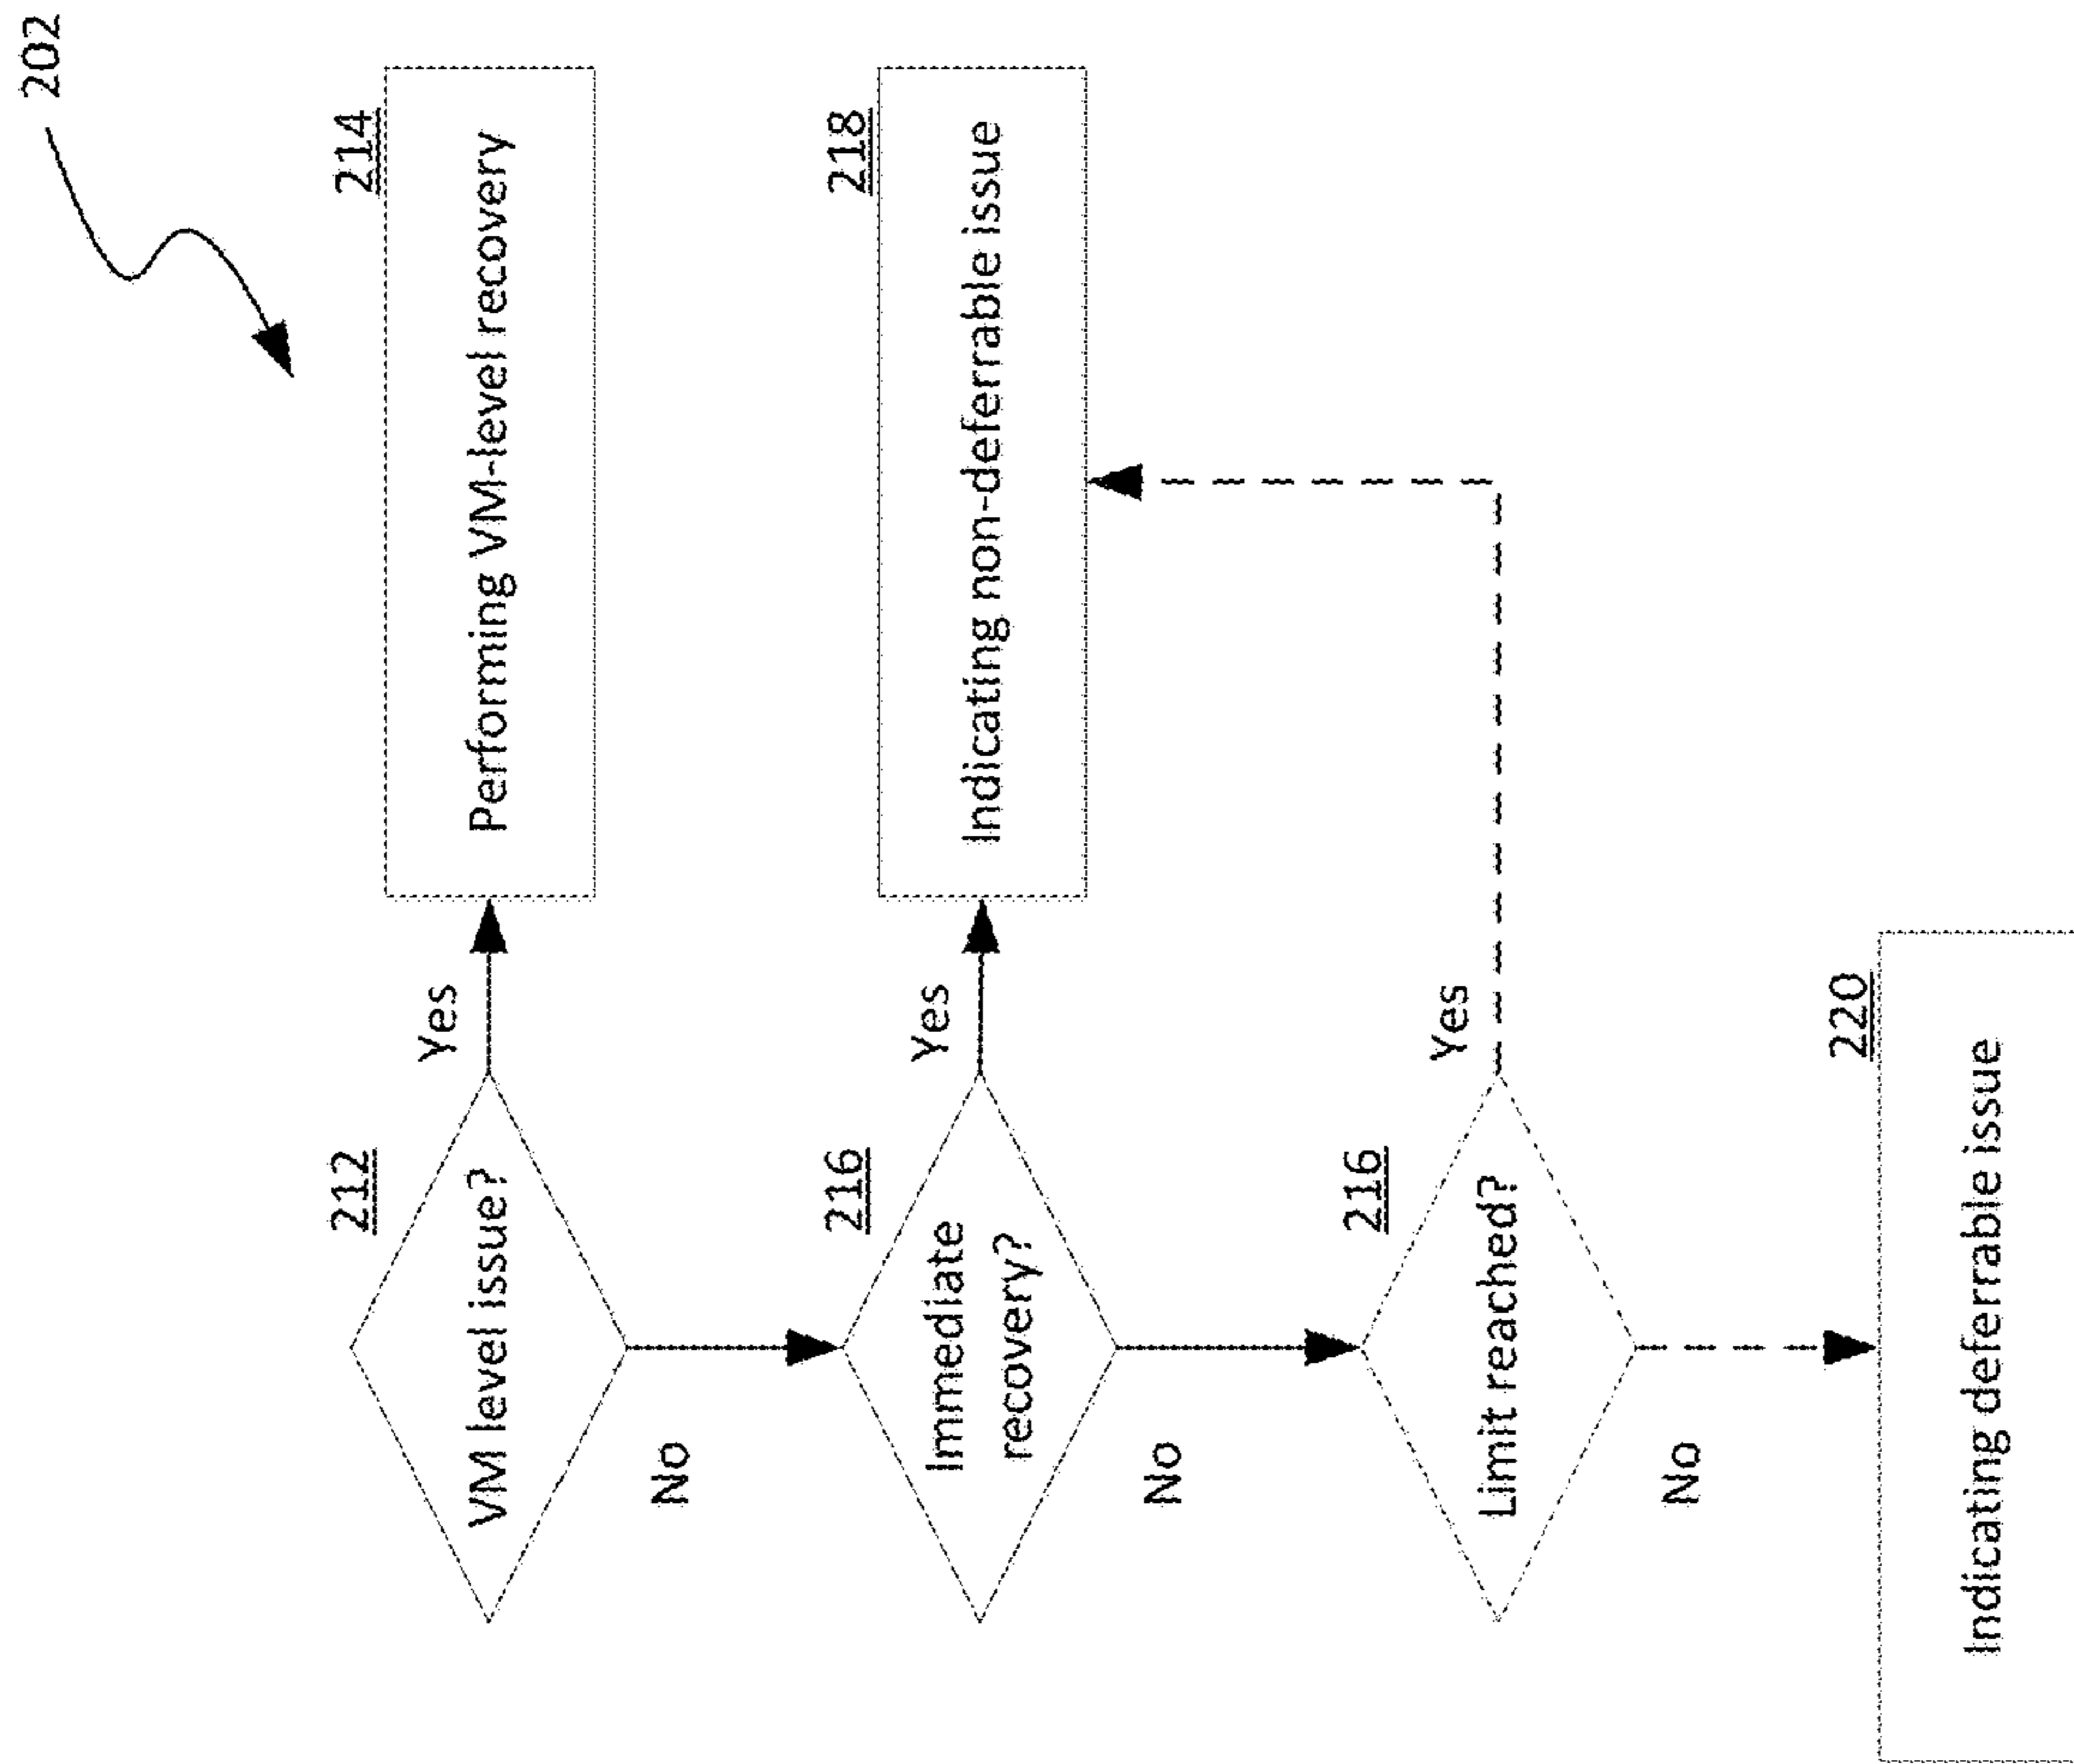 202
212
VM level issue?
Yes
214
Performing VM-level recovery
No
216
Immediate
recovery?
Yes
218
Indicating non-deferrable issue
No
216
Limit reached?
Yes
No
220
Indicating deferrable issue